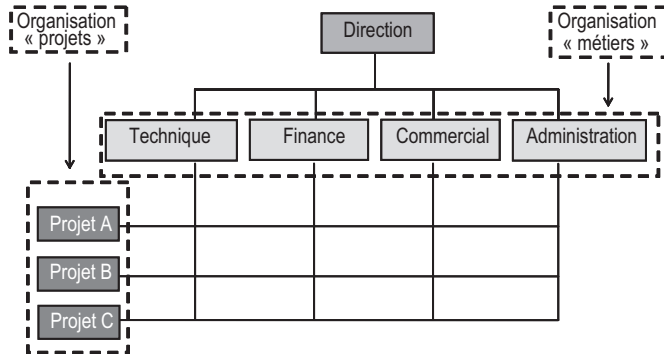 Organisation
« projets »
Direction
Organisation
« métiers »
Technique
Finance
Commercial
Administration
Projet A
Projet B
Projet C